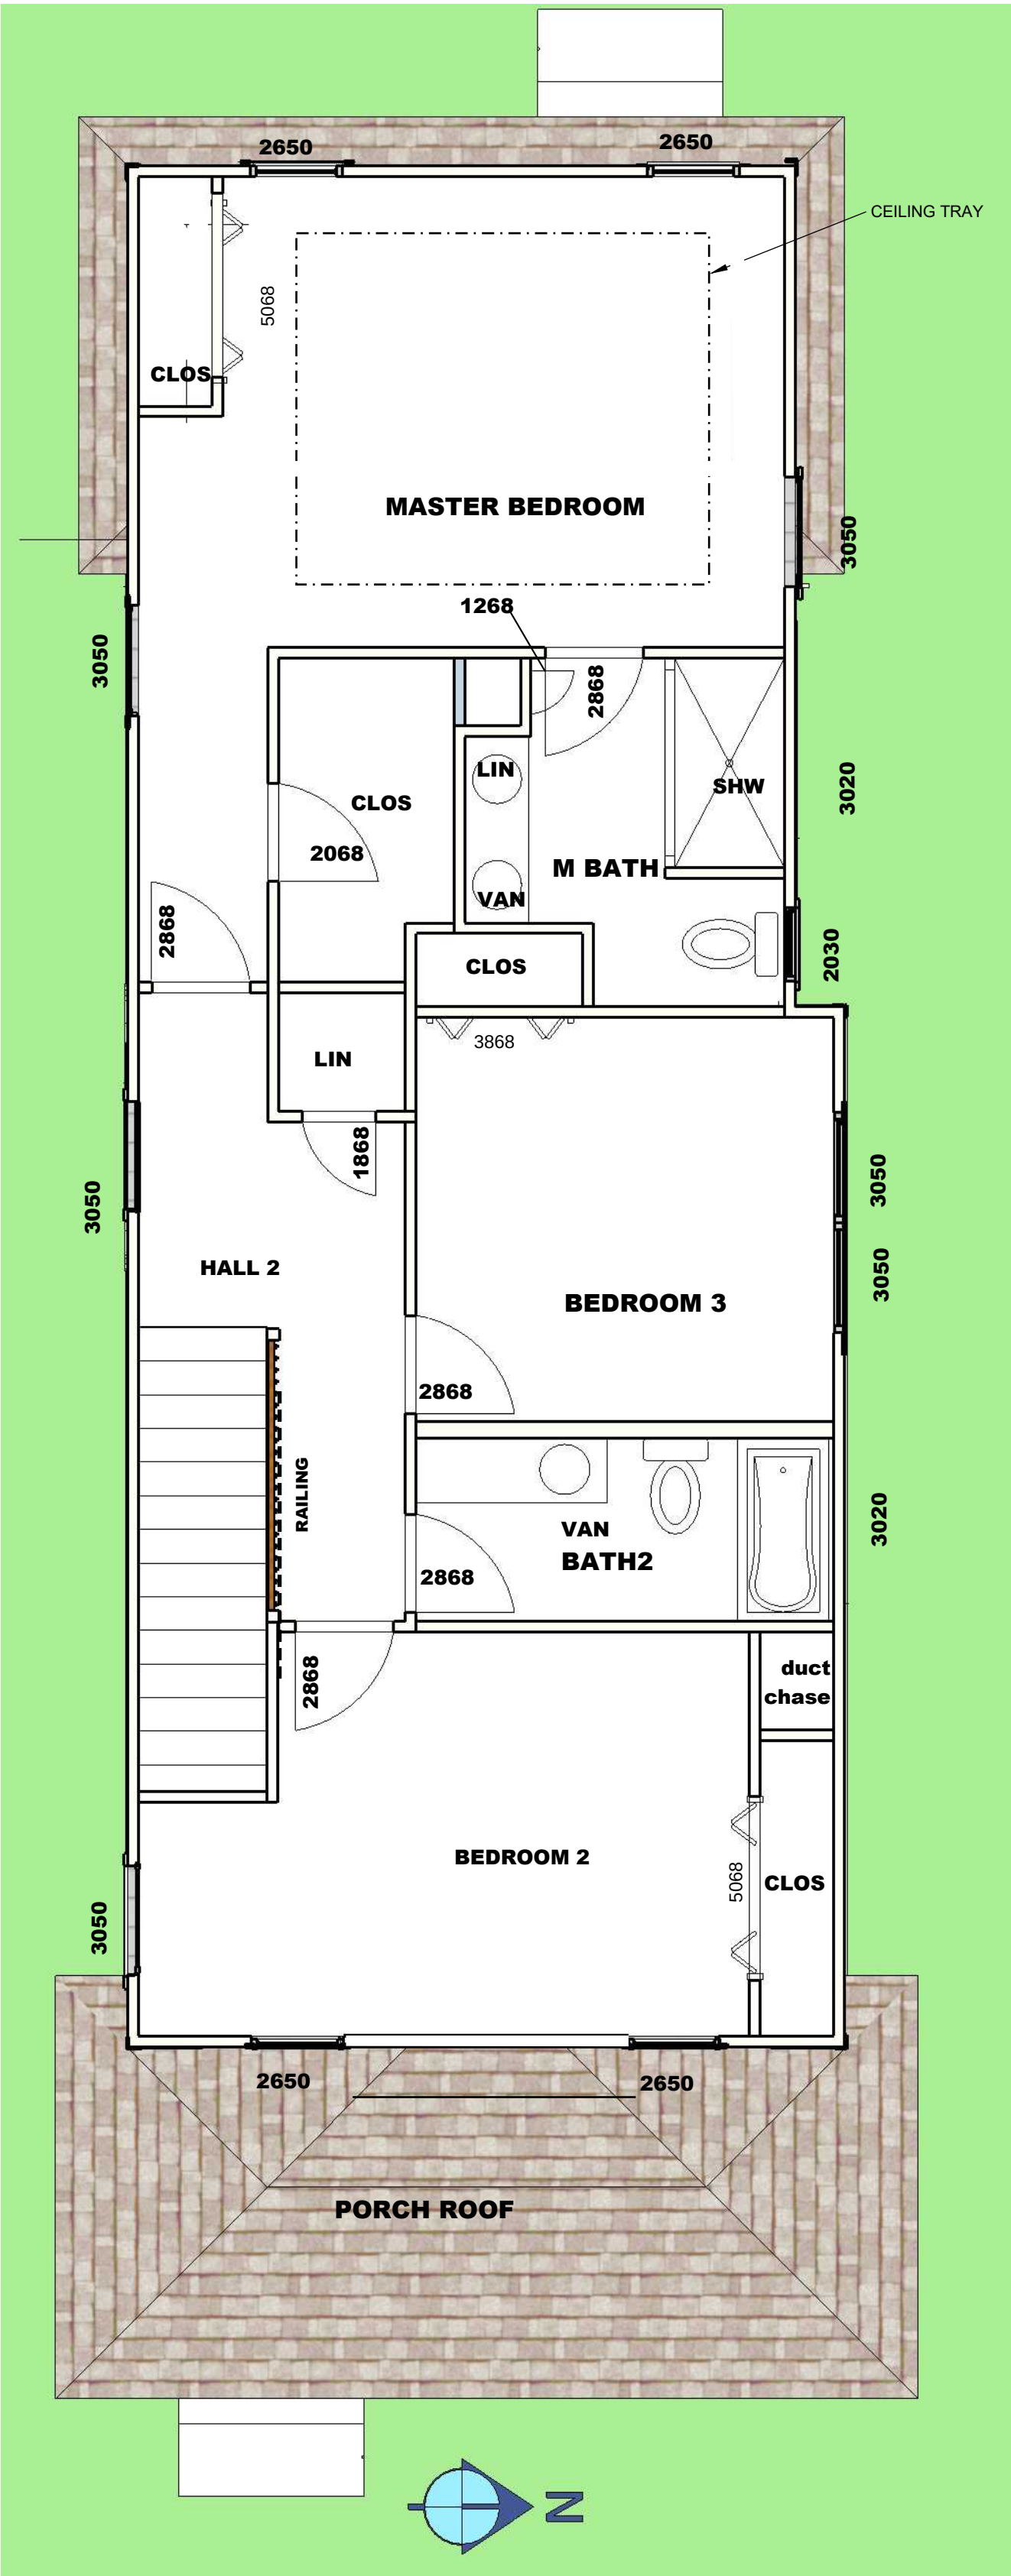 2650
2650
CEILING TRAY
5068
CLOS
MASTER BEDROOM
3050
1268
3050
2868
LIN
SHW
3020
CLOS
2068
M BATH
VAN
2868
2030
CLOS
3868
LIN
1868
3050
3050
HALL 2
3050
BEDROOM 3
2868
RAILING
3020
VAN
BATH2
2868
2868
duct
chase
BEDROOM 2
5068
CLOS
3050
2650
2650
PORCH ROOF
N